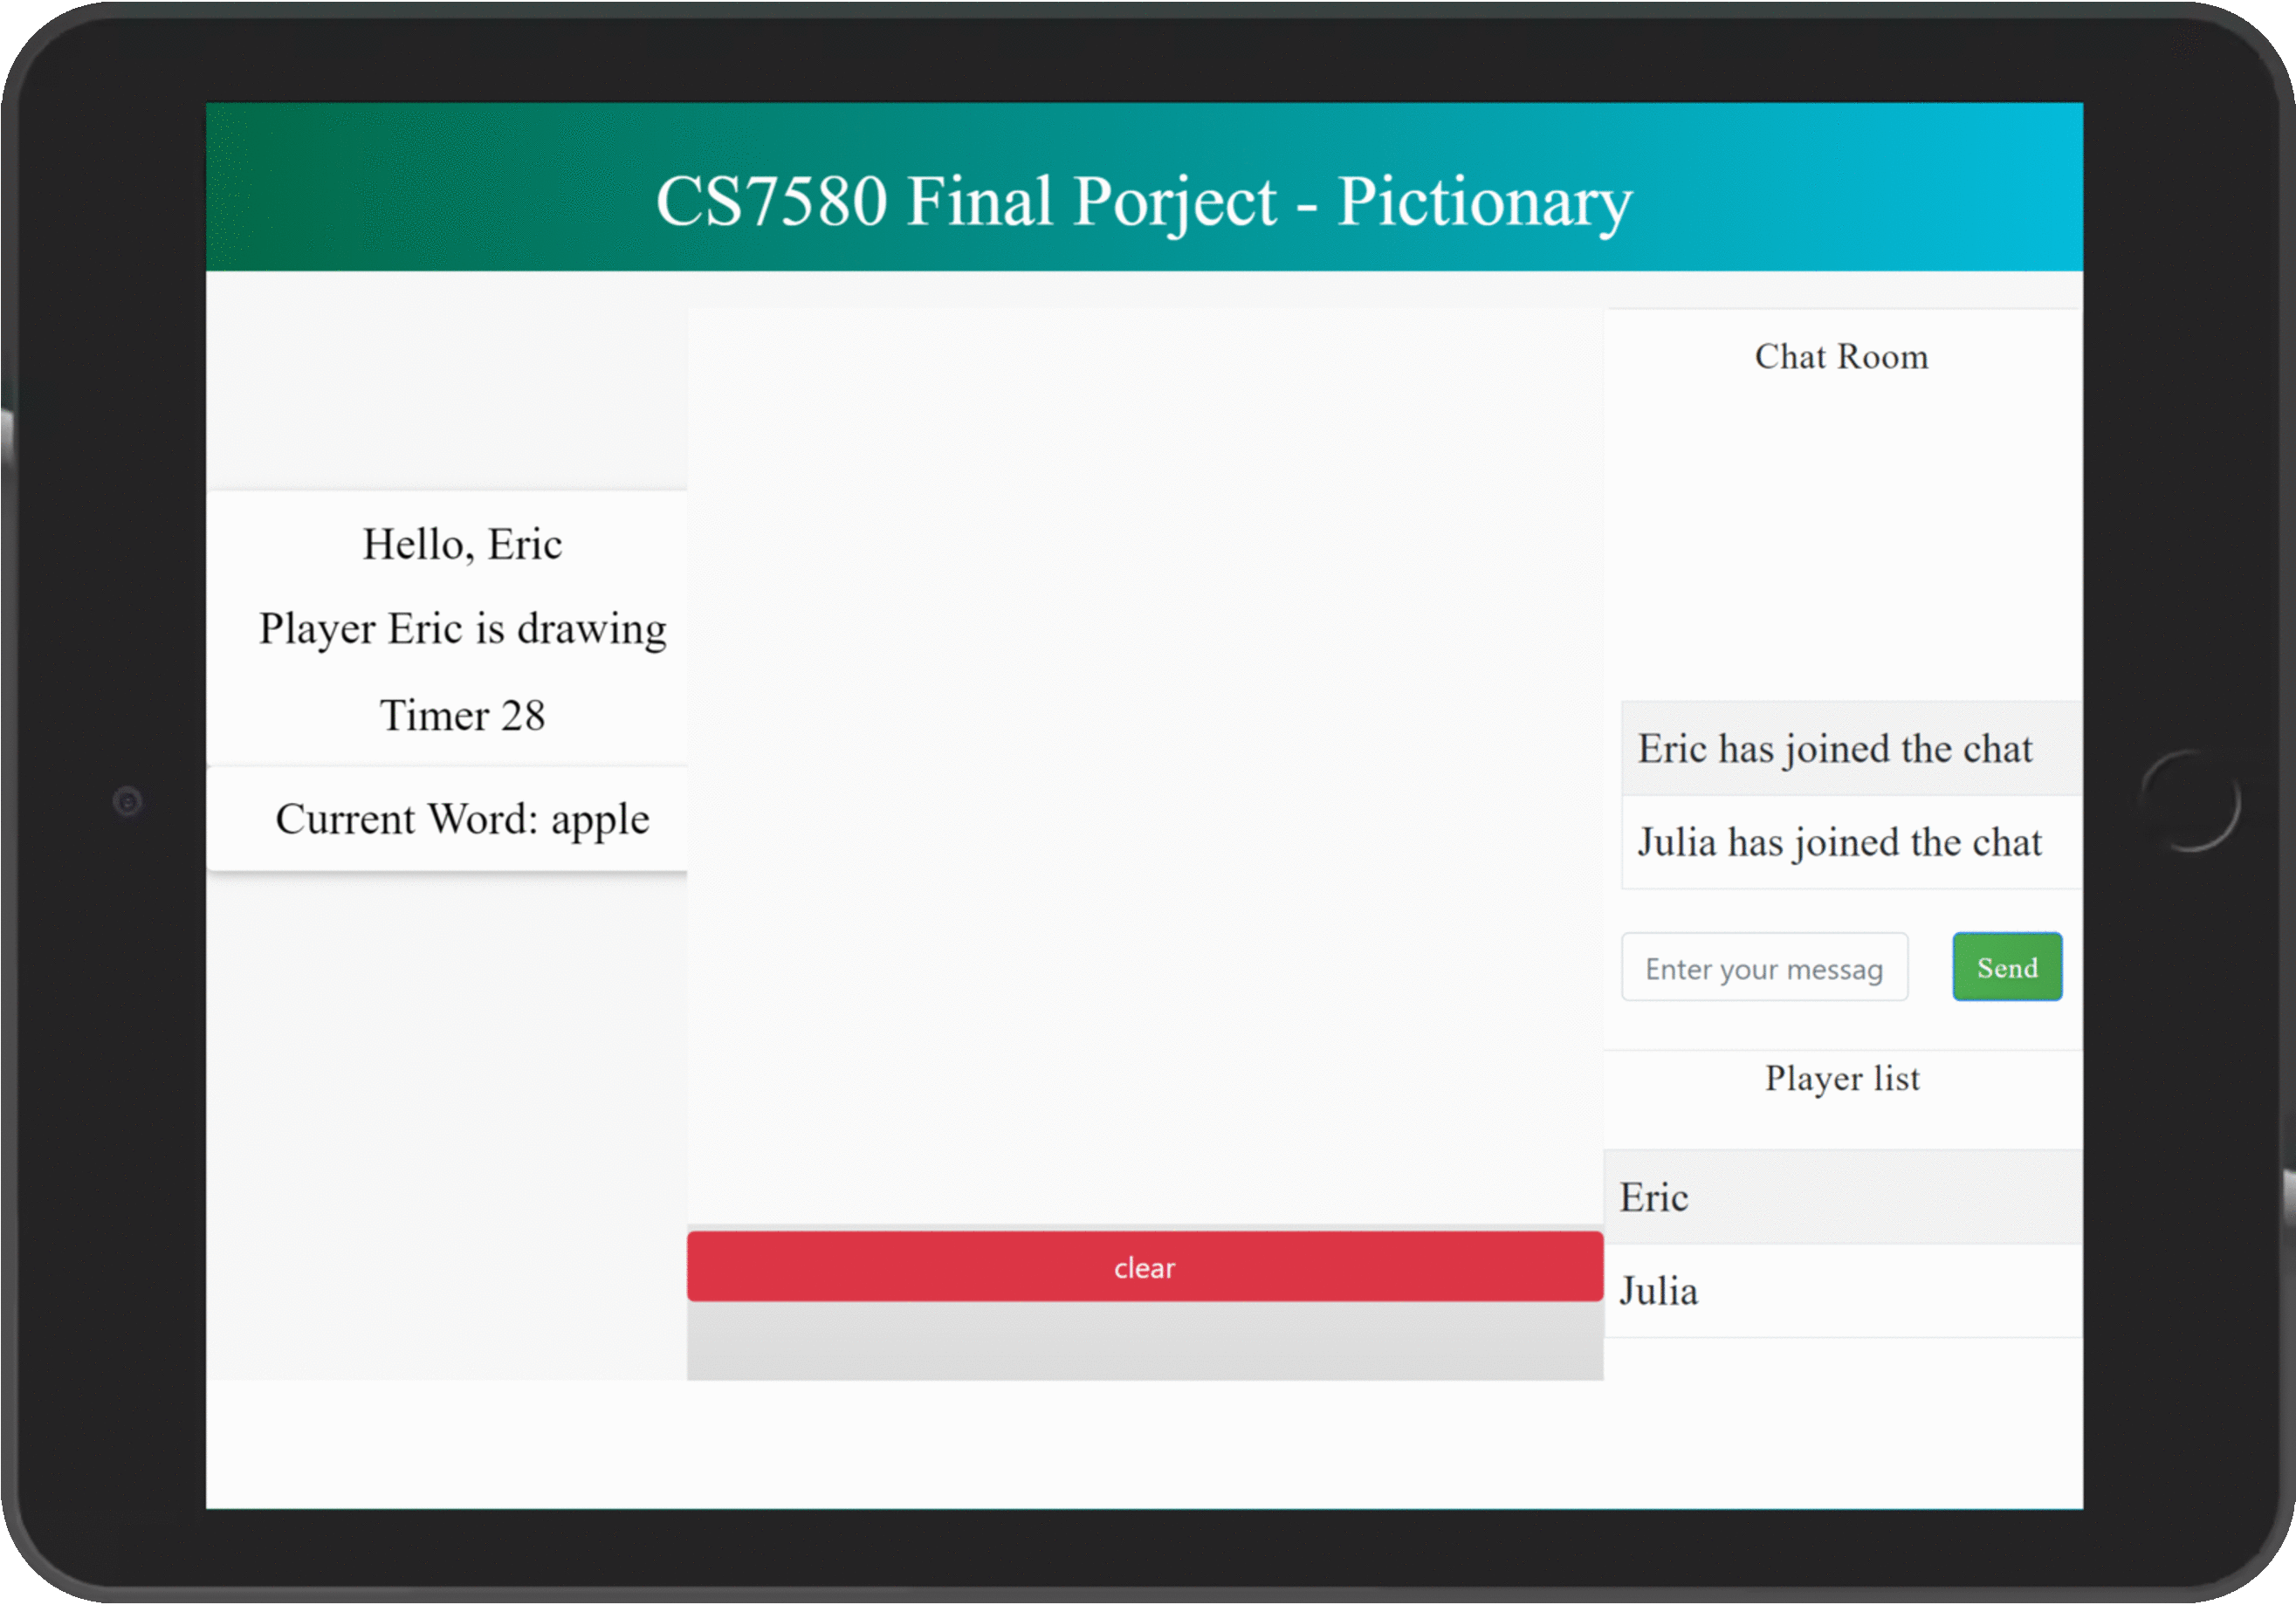 CS7580 Final Porject - Pictionary
Hello, Eric
Player Eric is drawing
Timer 28
Current Word: apple
clear
Chat Room
Eric has joined the chat
Julia has joined the chat
Enter your messag
Send
Player list
Eric
Julia